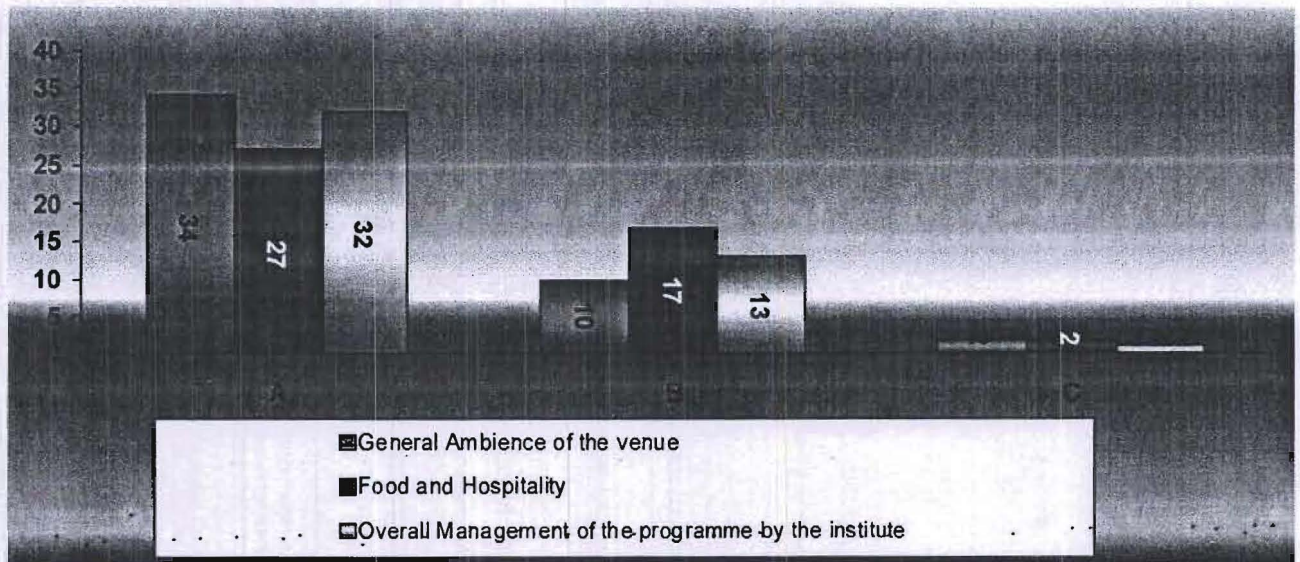 40
35
30
25
20
15
10
5
34
27
32
10
17
13
2
A
B
C
General Ambience of the venue
Food and Hospitality
Overall Management of the programme by the institute